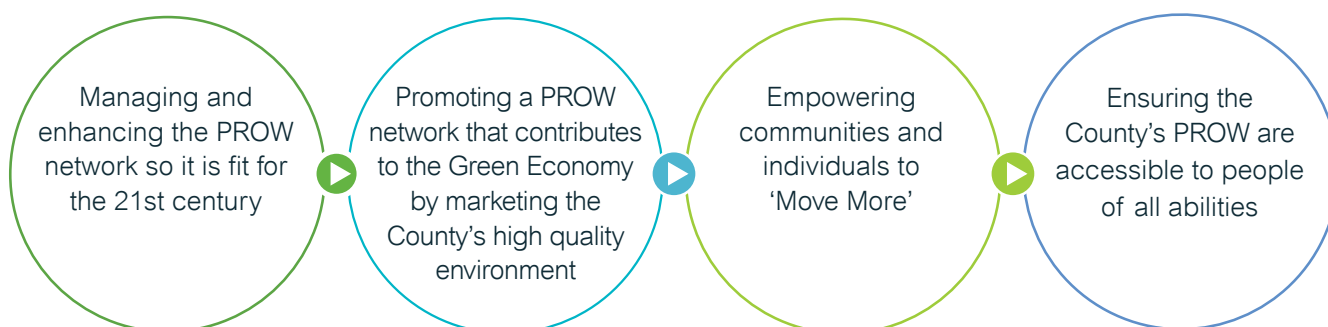 Managing and
enhancing the PROW
network so it is fit for
the 21st century
Promoting a PROW
network that contributes
to the Green Economy
by marketing the
County’s high quality
environment
Empowering
communities and
individuals to
‘Move More’
Ensuring the
County’s PROW are
accessible to people
of all abilities